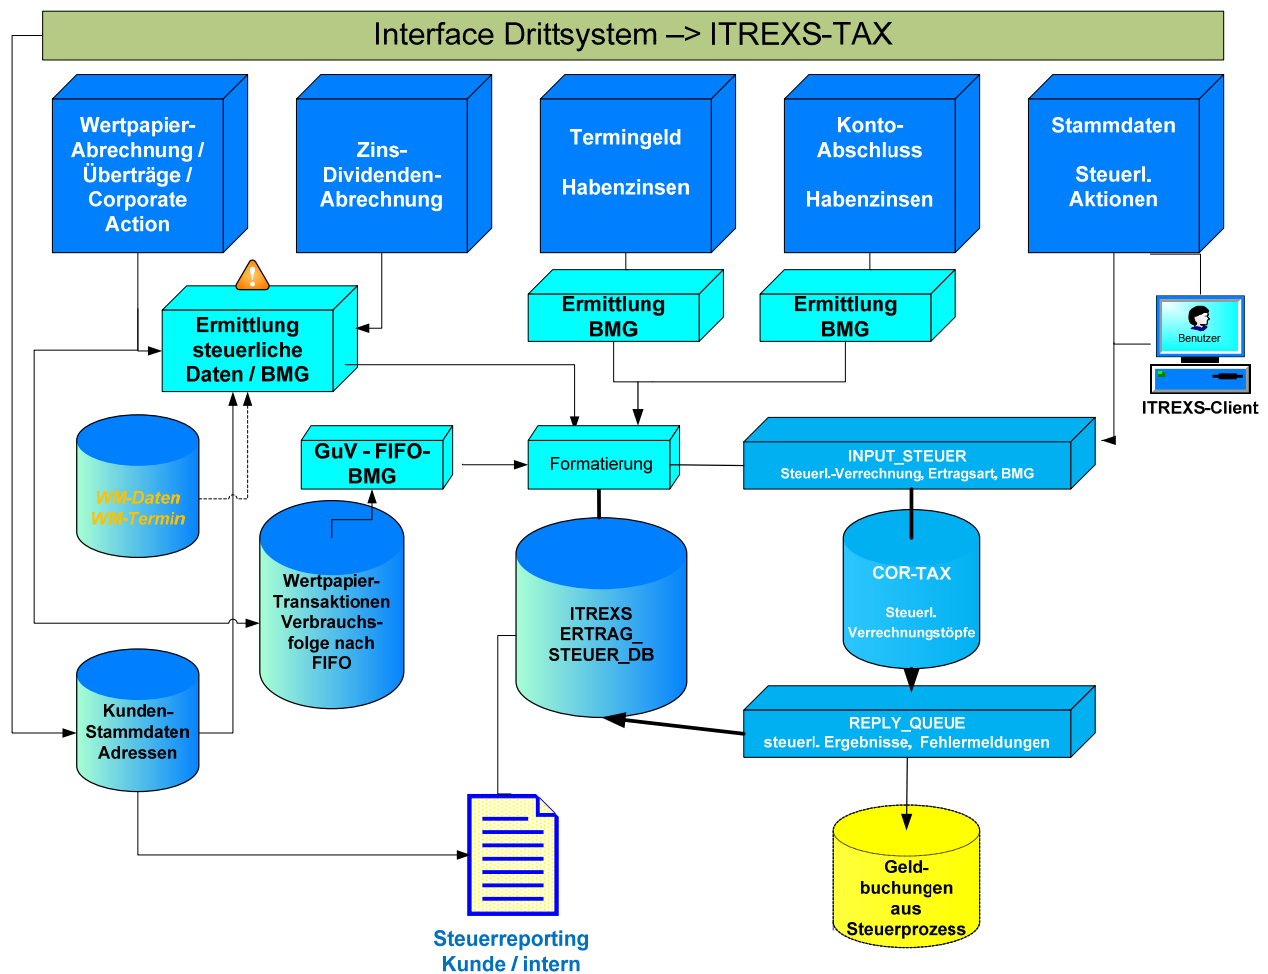 Interface Drittsystem –> ITREXS-TAX
Wertpapier-
Abrechnung /
Überträge /
Corporate
Action
Zins-
Dividenden-
Abrechnung
Termingeld
Habenzinsen
Konto-
Abschluss
Habenzinsen
Stammdaten
Steuerl.
Aktionen
!
Ermittlung
steuerliche
Daten / BMG
Ermittlung
BMG
Ermittlung
BMG
Benutzer
ITREXS-Client
WM-Daten
WM-Termin
GuV - FIFO-
BMG
Formatierung
INPUT_STEUER
Steuerl.-Verrechnung, Ertragsart, BMG
Wertpapier-
Transaktionen
Verbrauchs-
folge nach
FIFO
ITREXS
ERTRAG_
STEUER_DB
COR-TAX
Steuerl.
Verrechnungstöpfe
Kunden-
Stammdaten
Adressen
REPLY_QUEUE
steuerl. Ergebnisse, Fehlermeldungen
Geld-
buchungen
aus
Steuerprozess
Steuerreporting
Kunde / intern